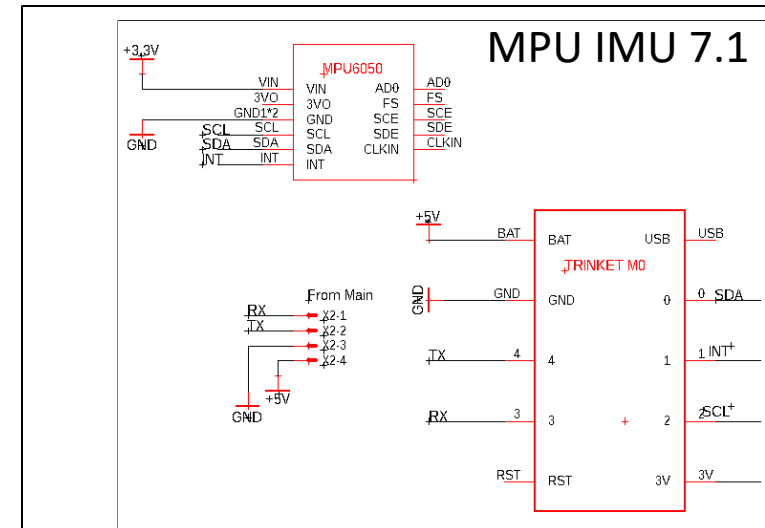 MPU IMU 7.1
+3.3V
MPU6050
VIN VIN AD0 AD0
3VO 3VO FS FS
GND1*2 GND SCE SCE
SCL SCL SCL SDE SDE
SDA SDA SDA CLKIN CLKIN
INT INT INT
GND
+5V
BAT BAT USB USB
TRINKET M0
GND GND GND 0 0 SDA
TX 4 4 1 1 INT
RX 3 3 2 2 SCL
RST RST 3V 3V
From Main
RX X2-1
TX X2-2
X2-3
X2-4
+5V
GND